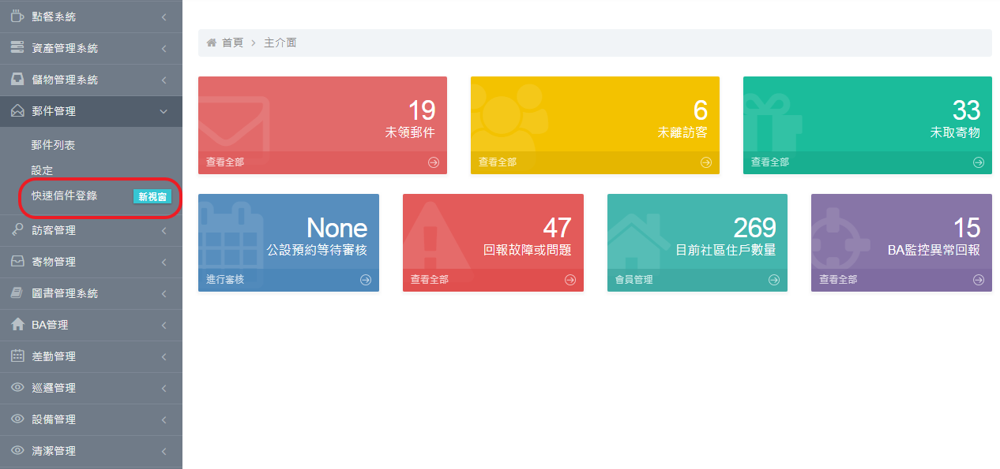 點餐系統
資產管理系統
儲物管理系統
郵件管理
郵件列表
設定
快速信件登錄 新視窗
訪客管理
寄物管理
圖書管理系統
BA管理
差勤管理
巡邏管理
設備管理
清潔管理
首頁 > 主介面
19
未領郵件
查看全部
6
未離訪客
查看全部
33
未取寄物
查看全部
None
公設預約等待審核
進行審核
47
回報故障或問題
查看全部
269
目前社區住戶數量
會員管理
15
BA監控異常回報
查看全部